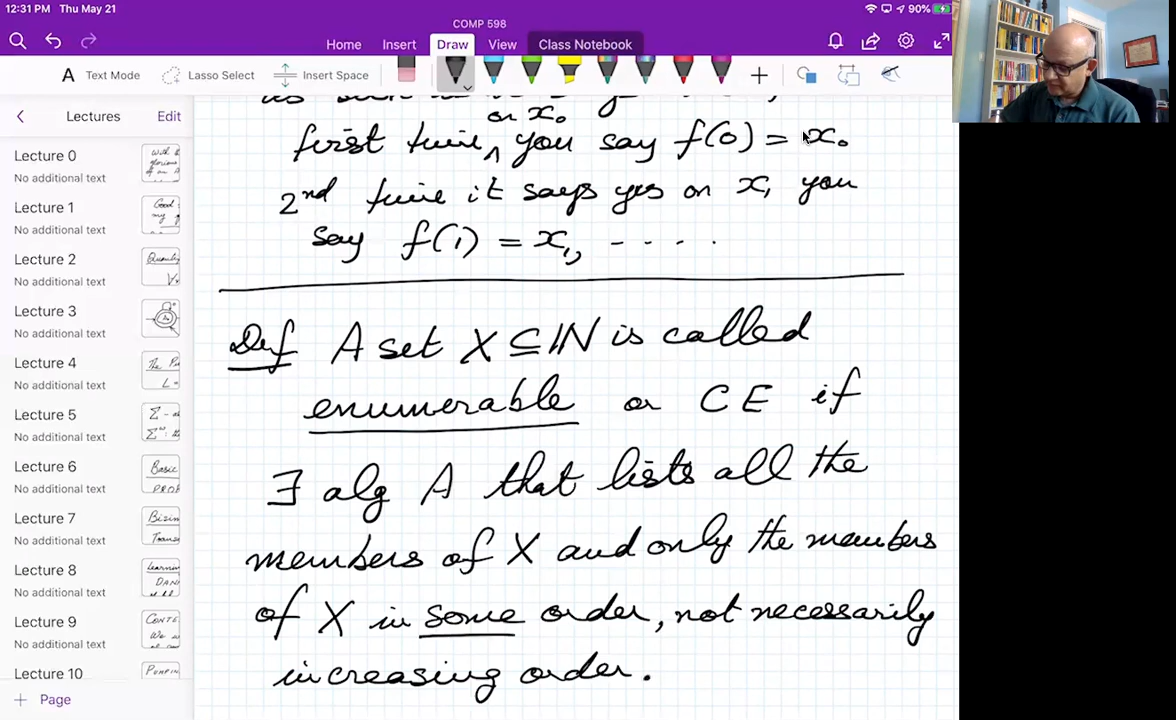 12:31 PM Thu May 21
90%
COMP 598
Home Insert Draw View Class Notebook
A Text Mode Lasso Select Insert Space
Lectures Edit
Lecture 0
No additional text
Lecture 1
No additional text
Lecture 2
No additional text
Lecture 3
No additional text
Lecture 4
No additional text
Lecture 5
No additional text
Lecture 6
No additional text
Lecture 7
No additional text
Lecture 8
No additional text
Lecture 9
No additional text
Lecture 10
No additional text
+ Page
on x₀
first time ∧ you say f(0) = x₀
2nd time it says yes on x₁ you
say f(1) = x₁, - - - .
Def A set X ⊆ ℕ is called
enumerable or CE if
∃ alg A that lists all the
members of X and only the members
of X in some order, not necessarily
increasing order.